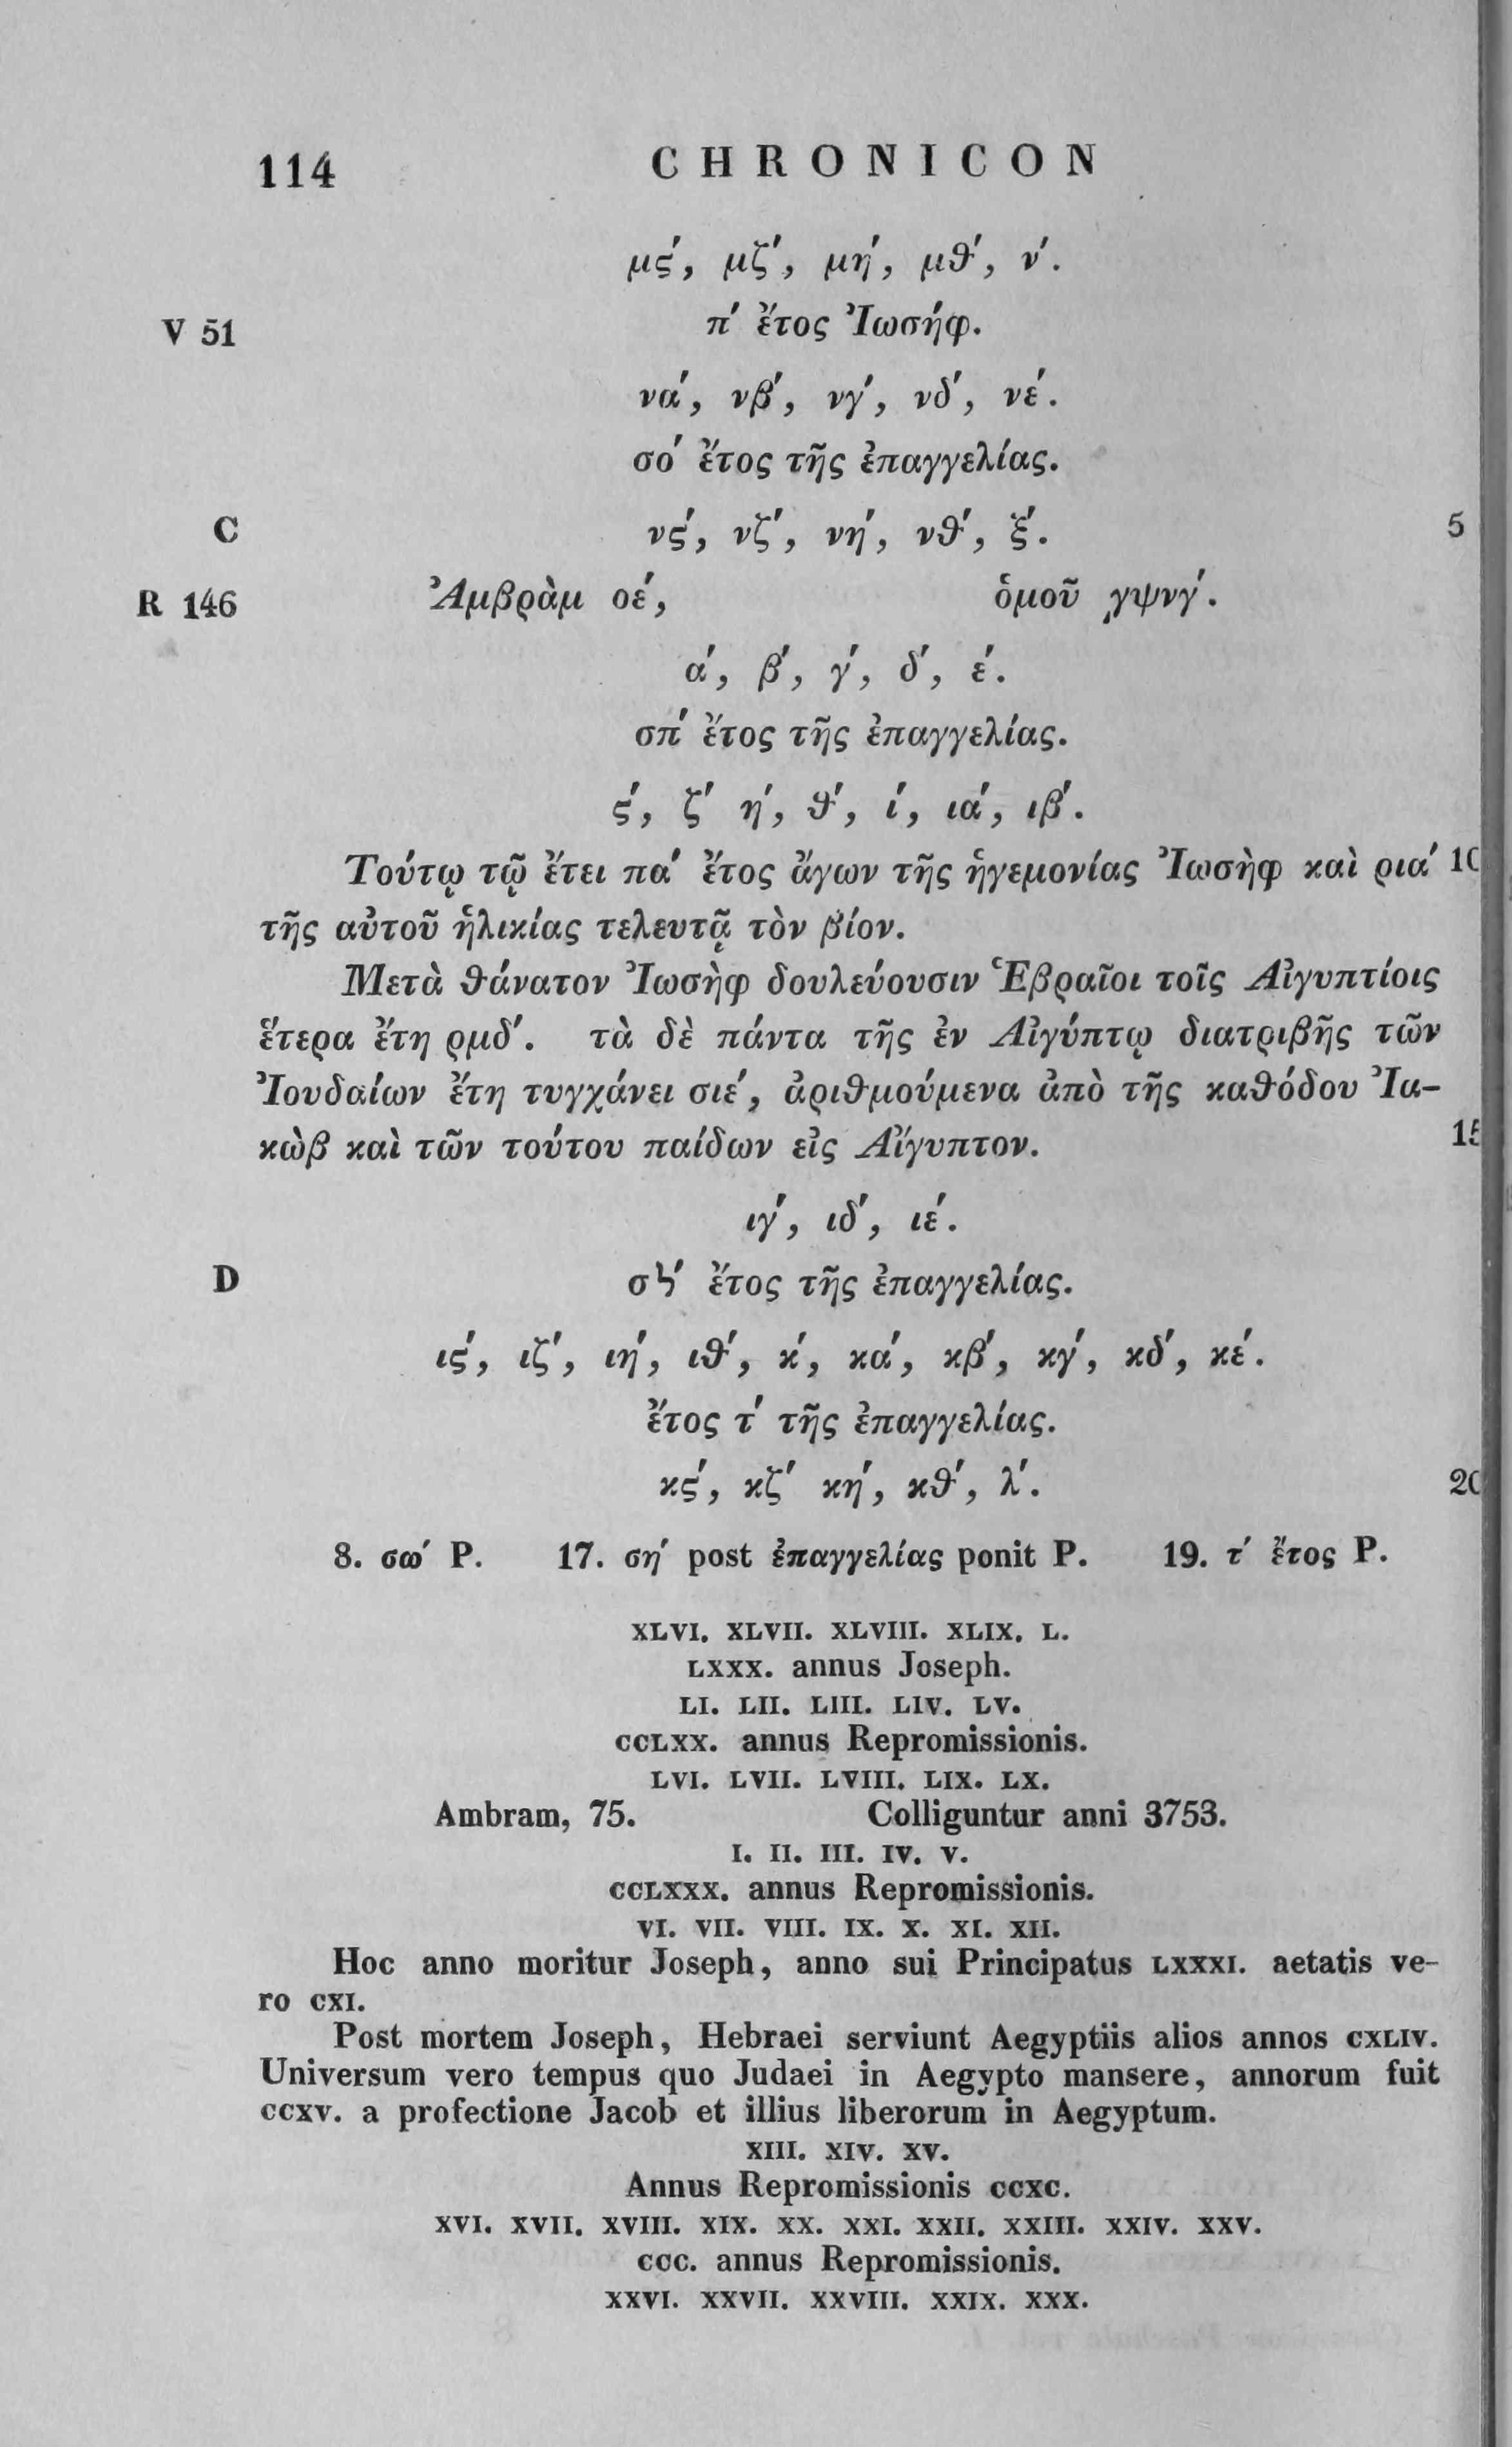 114 CHRONICON
μϛ΄, μζ΄, μη΄, μθ΄, ν΄.
V 51 π΄ ἔτος Ἰωσήφ.
να΄, νβ΄, νγ΄, νδ΄, νε΄.
σο΄ ἔτος τῆς ἐπαγγελίας.
C νϛ΄, νζ΄, νη΄, νθ΄, ξ΄. 5
R 146 Ἀμβρὰμ οε΄, ὁμοῦ ͵γψνγ΄.
α΄, β΄, γ΄, δ΄, ε΄.
σπ΄ ἔτος τῆς ἐπαγγελίας.
ϛ΄, ζ΄ η΄, θ΄, ι΄, ια΄, ιβ΄.
Τούτῳ τῷ ἔτει πα΄ ἔτος ἄγων τῆς ἡγεμονίας Ἰωσὴφ καὶ ρια΄ 10
τῆς αὐτοῦ ἡλικίας τελευτᾷ τὸν βίον.
Μετὰ θάνατον Ἰωσὴφ δουλεύουσιν Ἑβραῖοι τοῖς Αἰγυπτίοις
ἕτερα ἔτη ρμδ΄. τὰ δὲ πάντα τῆς ἐν Αἰγύπτῳ διατριβῆς τῶν
Ἰουδαίων ἔτη τυγχάνει σιε΄, ἀριθμούμενα ἀπὸ τῆς καθόδου Ἰα-
κὼβ καὶ τῶν τούτου παίδων εἰς Αἴγυπτον. 15
ιγ΄, ιδ΄, ιε΄.
D σϟ΄ ἔτος τῆς ἐπαγγελίας.
ιϛ΄, ιζ΄, ιη΄, ιθ΄, κ΄, κα΄, κβ΄, κγ΄, κδ΄, κε΄.
ἔτος τ΄ τῆς ἐπαγγελίας.
κϛ΄, κζ΄ κη΄, κθ΄, λ΄. 20
8. σω΄ P. 17. ση΄ post ἐπαγγελίας ponit P. 19. τ΄ ἔτος P.
XLVI. XLVII. XLVIII. XLIX. L.
LXXX. annus Joseph.
LI. LII. LIII. LIV. LV.
CCLXX. annus Repromissionis.
LVI. LVII. LVIII. LIX. LX.
Ambram, 75. Colliguntur anni 3753.
I. II. III. IV. V.
CCLXXX. annus Repromissionis.
VI. VII. VIII. IX. X. XI. XII.
Hoc anno moritur Joseph, anno sui Principatus LXXXI. aetatis ve-
ro CXI.
Post mortem Joseph, Hebraei serviunt Aegyptiis alios annos CXLIV.
Universum vero tempus quo Judaei in Aegypto mansere, annorum fuit
CCXV. a profectione Jacob et illius liberorum in Aegyptum.
XIII. XIV. XV.
Annus Repromissionis CCXC.
XVI. XVII. XVIII. XIX. XX. XXI. XXII. XXIII. XXIV. XXV.
CCC. annus Repromissionis.
XXVI. XXVII. XXVIII. XXIX. XXX.